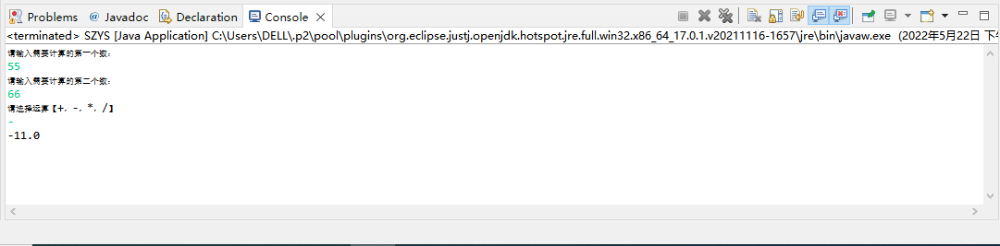 Problems @ Javadoc Declaration Console
<terminated> SZYS [Java Application] C:\Users\DELL\.p2\pool\plugins\org.eclipse.justj.openjdk.hotspot.jre.full.win32.x86_64_17.0.1.v20211116-1657\jre\bin\javaw.exe (2022年5月22日 下午
请输入需要计算的第一个数：
55
请输入需要计算的第二个数：
66
请选择运算【+，-，*，/】
-
-11.0